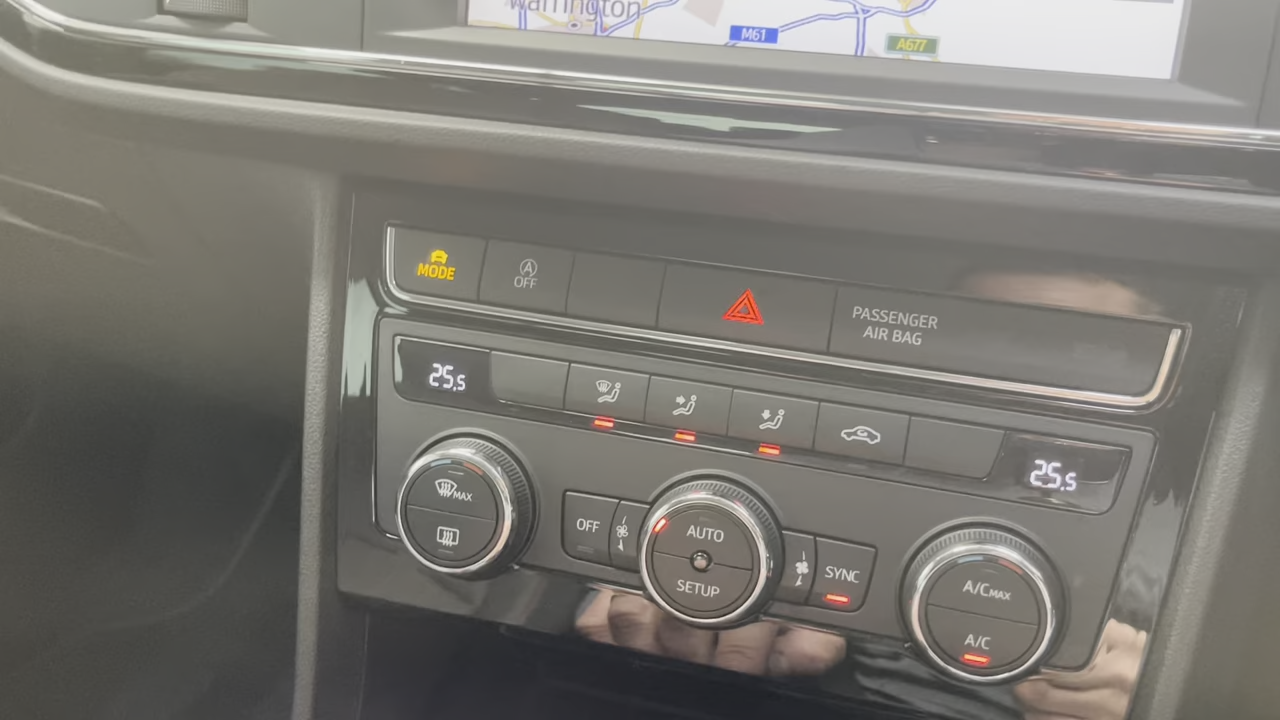 Warrington
M61
A677
MODE
A
OFF
PASSENGER
AIR BAG
25.5
25.5
MAX
OFF
AUTO
SETUP
SYNC
A/C MAX
A/C